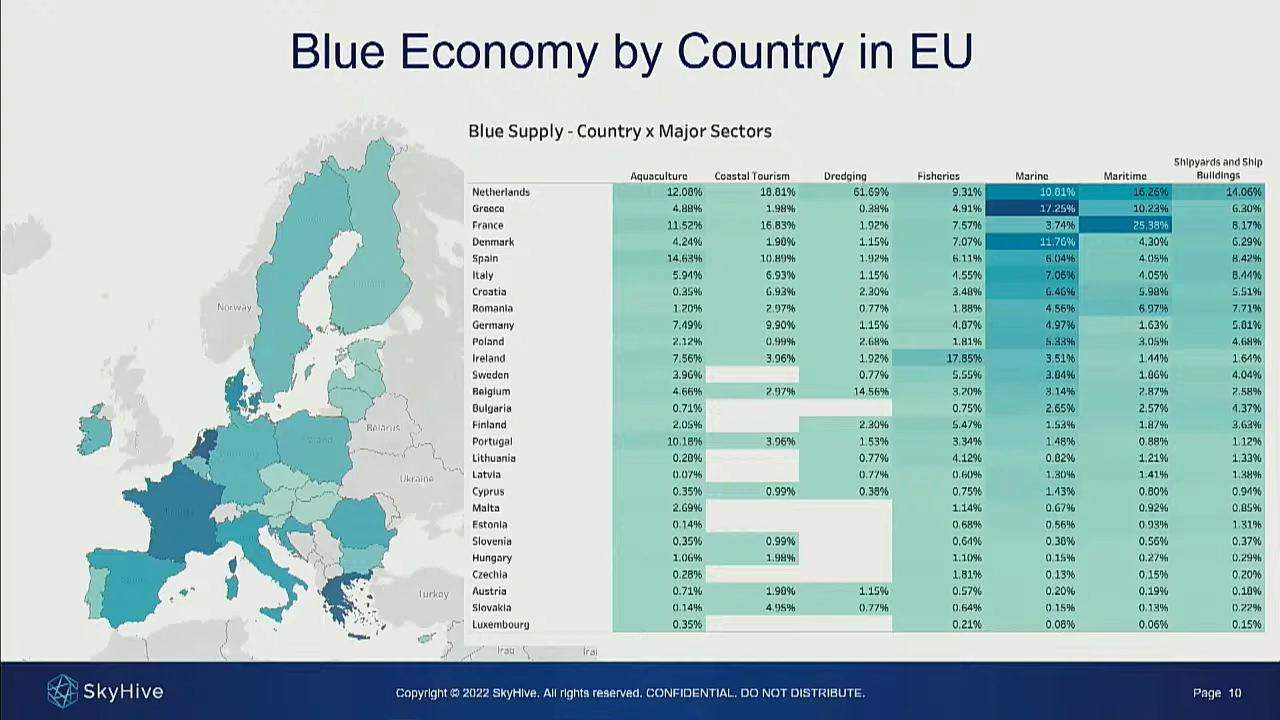 Blue Economy by Country in EU
Blue Supply - Country x Major Sectors
Aquaculture Coastal Tourism Dredging Fisheries Marine Maritime Shipyards and Ship Buildings
Netherlands 12.08% 18.81% 61.69% 9.31% 10.81% 16.26% 14.06%
Greece 4.88% 1.98% 0.38% 4.91% 17.25% 10.23% 6.30%
France 11.52% 16.83% 1.92% 7.57% 3.74% 25.38% 8.17%
Denmark 4.24% 1.98% 1.15% 7.07% 11.76% 4.30% 6.29%
Spain 14.63% 10.89% 1.92% 6.11% 6.04% 4.05% 8.42%
Italy 5.94% 6.93% 1.15% 4.55% 7.06% 4.05% 8.44%
Croatia 0.35% 6.93% 2.30% 3.48% 6.46% 5.98% 5.51%
Romania 1.20% 2.97% 0.77% 1.88% 4.56% 6.97% 7.71%
Germany 7.49% 9.90% 1.15% 4.87% 4.97% 1.63% 5.81%
Poland 2.12% 0.99% 2.68% 1.81% 5.33% 3.05% 4.68%
Ireland 7.56% 3.96% 1.92% 17.85% 3.51% 1.44% 1.64%
Sweden 3.96% 0.77% 5.55% 3.84% 1.86% 4.04%
Belgium 4.66% 2.97% 14.56% 3.20% 3.14% 2.87% 2.58%
Bulgaria 0.71% 0.75% 2.65% 2.57% 4.37%
Finland 2.05% 2.30% 5.47% 1.53% 1.87% 3.63%
Portugal 10.18% 3.96% 1.53% 3.34% 1.48% 0.88% 1.12%
Lithuania 0.28% 0.77% 4.12% 0.82% 1.21% 1.33%
Latvia 0.07% 0.77% 0.60% 1.30% 1.41% 1.38%
Cyprus 0.35% 0.99% 0.38% 0.75% 1.43% 0.80% 0.94%
Malta 2.69% 1.14% 0.67% 0.92% 0.85%
Estonia 0.14% 0.68% 0.56% 0.93% 1.31%
Slovenia 0.35% 0.99% 0.64% 0.38% 0.56% 0.37%
Hungary 1.06% 1.98% 1.10% 0.15% 0.27% 0.29%
Czechia 0.28% 1.81% 0.13% 0.15% 0.20%
Austria 0.71% 1.98% 1.15% 0.57% 0.20% 0.19% 0.18%
Slovakia 0.14% 4.95% 0.77% 0.64% 0.15% 0.13% 0.22%
Luxembourg 0.35% 0.21% 0.08% 0.06% 0.15%
Norway
Finland
Belarus
Poland
Ukraine
Turkey
Iraq
SkyHive
Copyright © 2022 SkyHive. All rights reserved. CONFIDENTIAL. DO NOT DISTRIBUTE.
Page 10